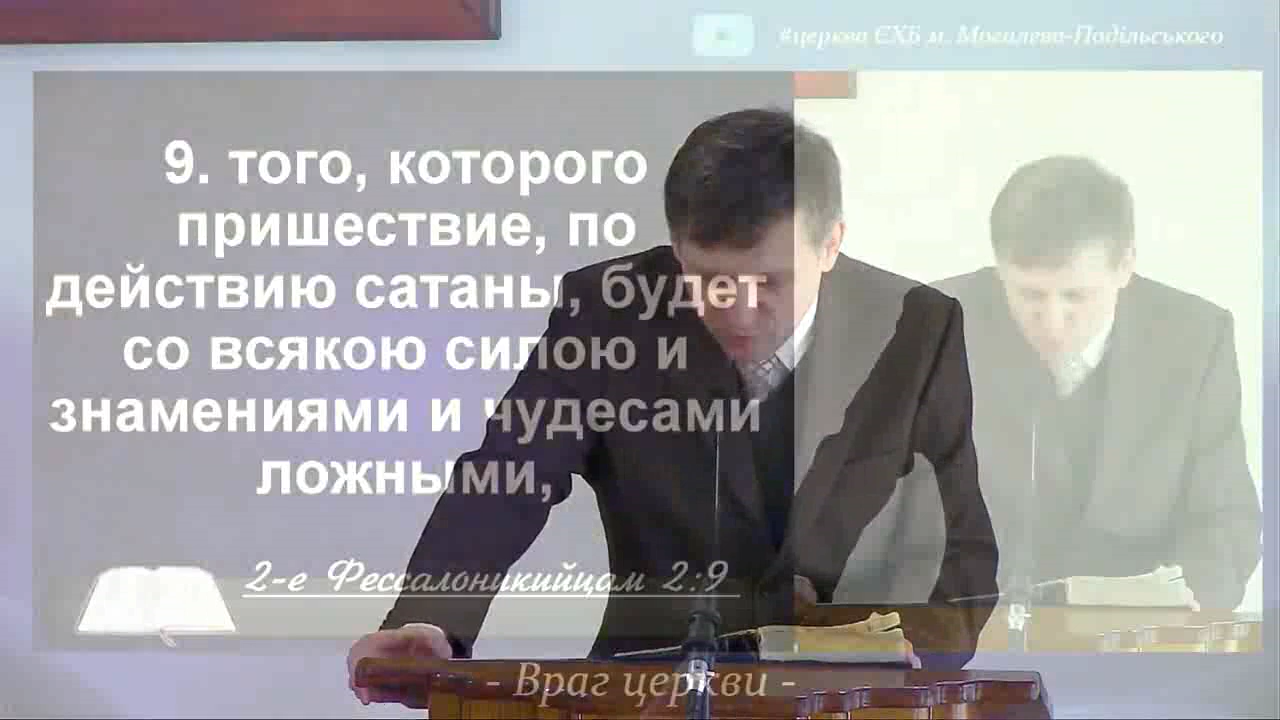 #церква ЄХБ м. Могилева-Подільського
9. того, которого
пришествие, по
действию сатаны, будет
со всякою силою и
знамениями и чудесами
ложными,
2-е Фессалоникийцам 2:9
- Враг церкви -